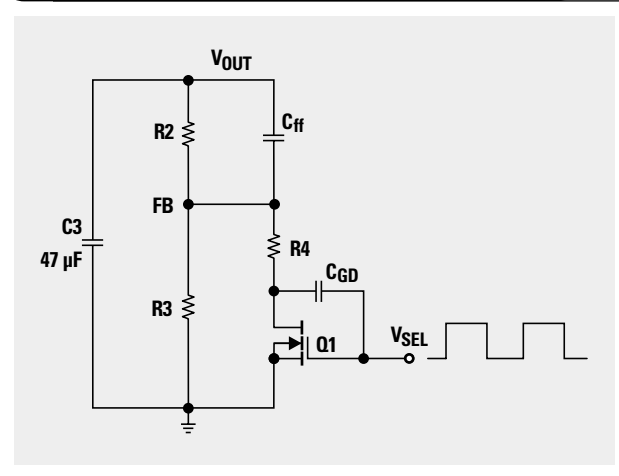 VOUT
R2
Cff
FB
C3
47 µF
R4
CGD
R3
Q1
VSEL